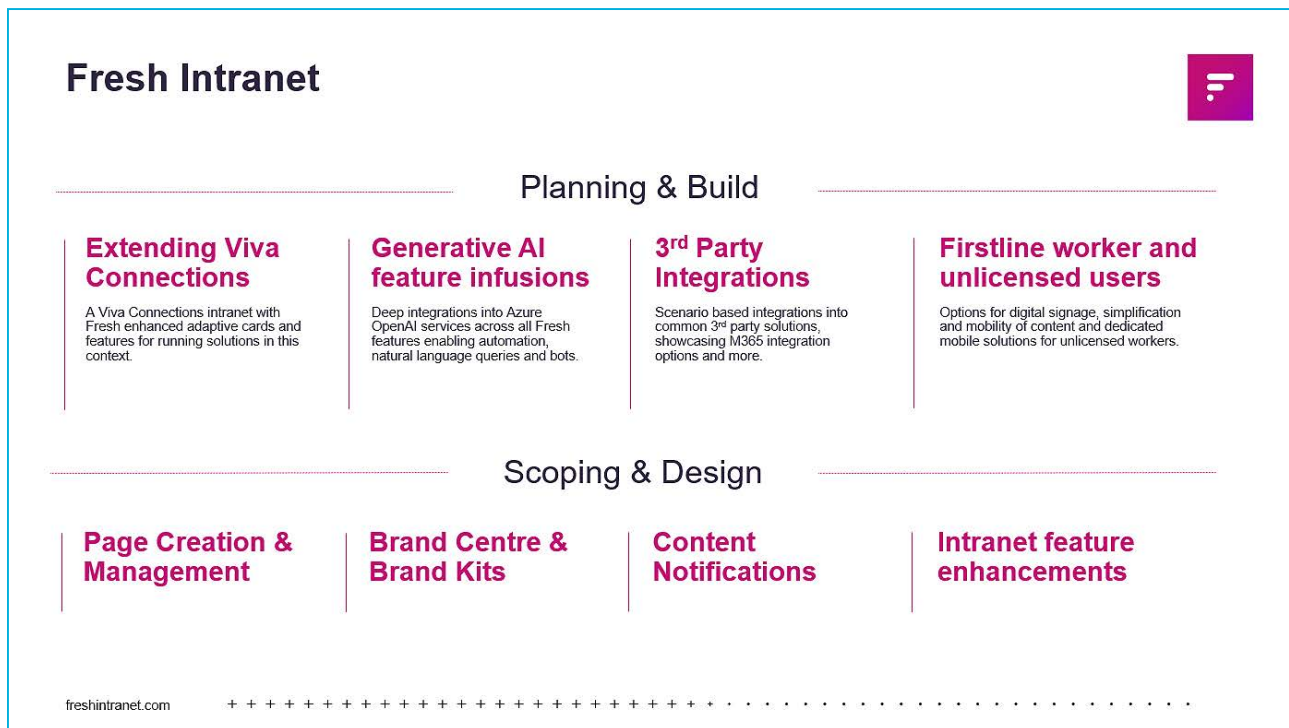 Fresh Intranet
Planning & Build
Extending Viva
Connections
A Viva Connections intranet with
Fresh enhanced adaptive cards and
features for running solutions in this
context.
Generative AI
feature infusions
Deep integrations into Azure
OpenAI services across all Fresh
features enabling automation,
natural language queries and bots.
3rd Party
Integrations
Scenario based integrations into
common 3rd party solutions,
showcasing M365 integration
options and more.
Firstline worker and
unlicensed users
Options for digital signage, simplification
and mobility of content and dedicated
mobile solutions for unlicensed workers.
Scoping & Design
Page Creation &
Management
Brand Centre &
Brand Kits
Content
Notifications
Intranet feature
enhancements
freshintranet.com